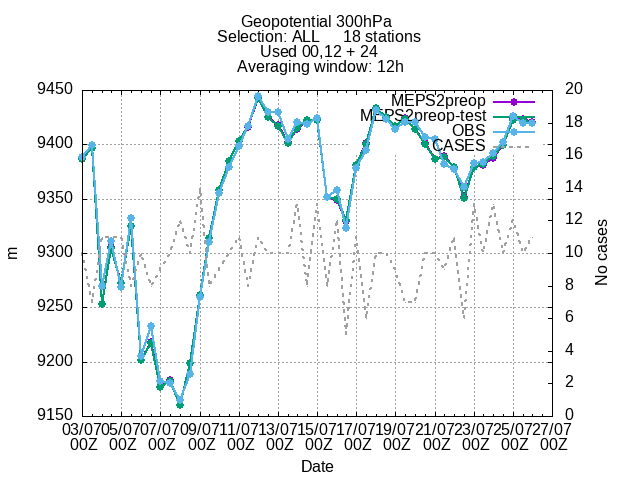 Geopotential 300hPa
Selection: ALL 18 stations
Used 00,12 + 24
Averaging window: 12h
MEPS2preop
MEPS2preop-test
OBS
CASES
9450
9400
9350
9300
9250
9200
9150
m
20
18
16
14
12
10
8
6
4
2
0
No cases
03/07 05/07 07/07 09/07 11/07 13/07 15/07 17/07 19/07 21/07 23/07 25/07 27/07
00Z 00Z 00Z 00Z 00Z 00Z 00Z 00Z 00Z 00Z 00Z 00Z 00Z
Date